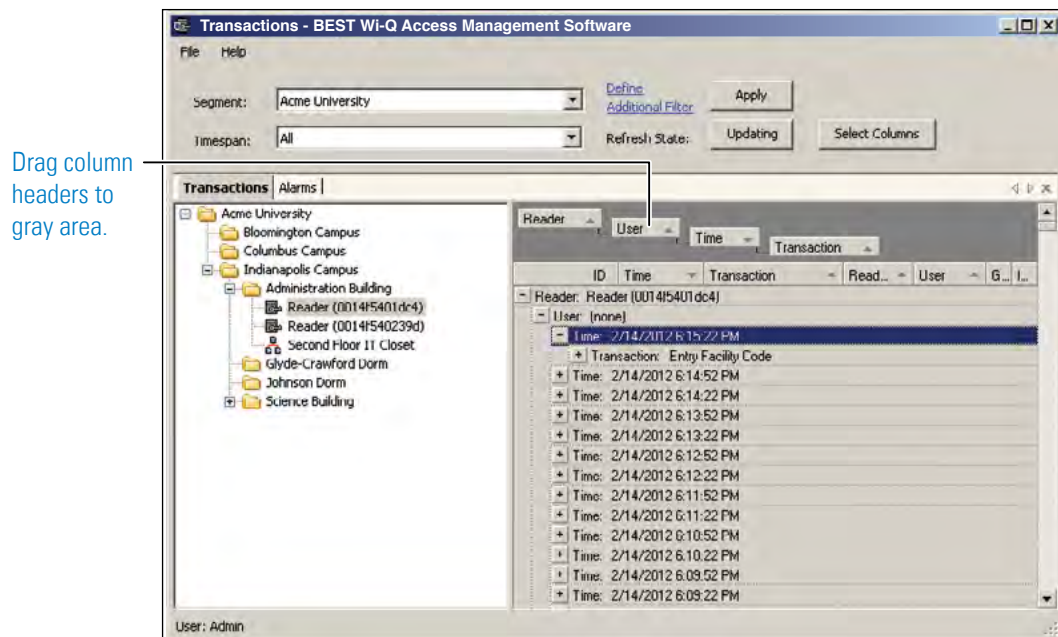 Transactions - BEST Wi-Q Access Management Software
File Help
Segment: Acme University
Define
Additional Filter
Apply
Timespan: All
Refresh State: Updating
Select Columns
Drag column
headers to
gray area.
Transactions Alarms
Acme University
Bloomington Campus
Columbus Campus
Indianapolis Campus
Administration Building
Reader (0014f5401dc4)
Reader (0014f540239d)
Second Floor IT Closet
Glyde-Crawford Dorm
Johnson Dorm
Science Building
Reader
User
Time
Transaction
ID Time Transaction Read... User G... I...
Reader: Reader (0014f5401dc4)
User: (none)
Time: 2/14/2012 6:15:22 PM
Transaction: Entry Facility Code
Time: 2/14/2012 6:14:52 PM
Time: 2/14/2012 6:14:22 PM
Time: 2/14/2012 6:13:52 PM
Time: 2/14/2012 6:13:22 PM
Time: 2/14/2012 6:12:52 PM
Time: 2/14/2012 6:12:22 PM
Time: 2/14/2012 6:11:52 PM
Time: 2/14/2012 6:11:22 PM
Time: 2/14/2012 6:10:52 PM
Time: 2/14/2012 6:10:22 PM
Time: 2/14/2012 6:09:52 PM
Time: 2/14/2012 6:09:22 PM
User: Admin